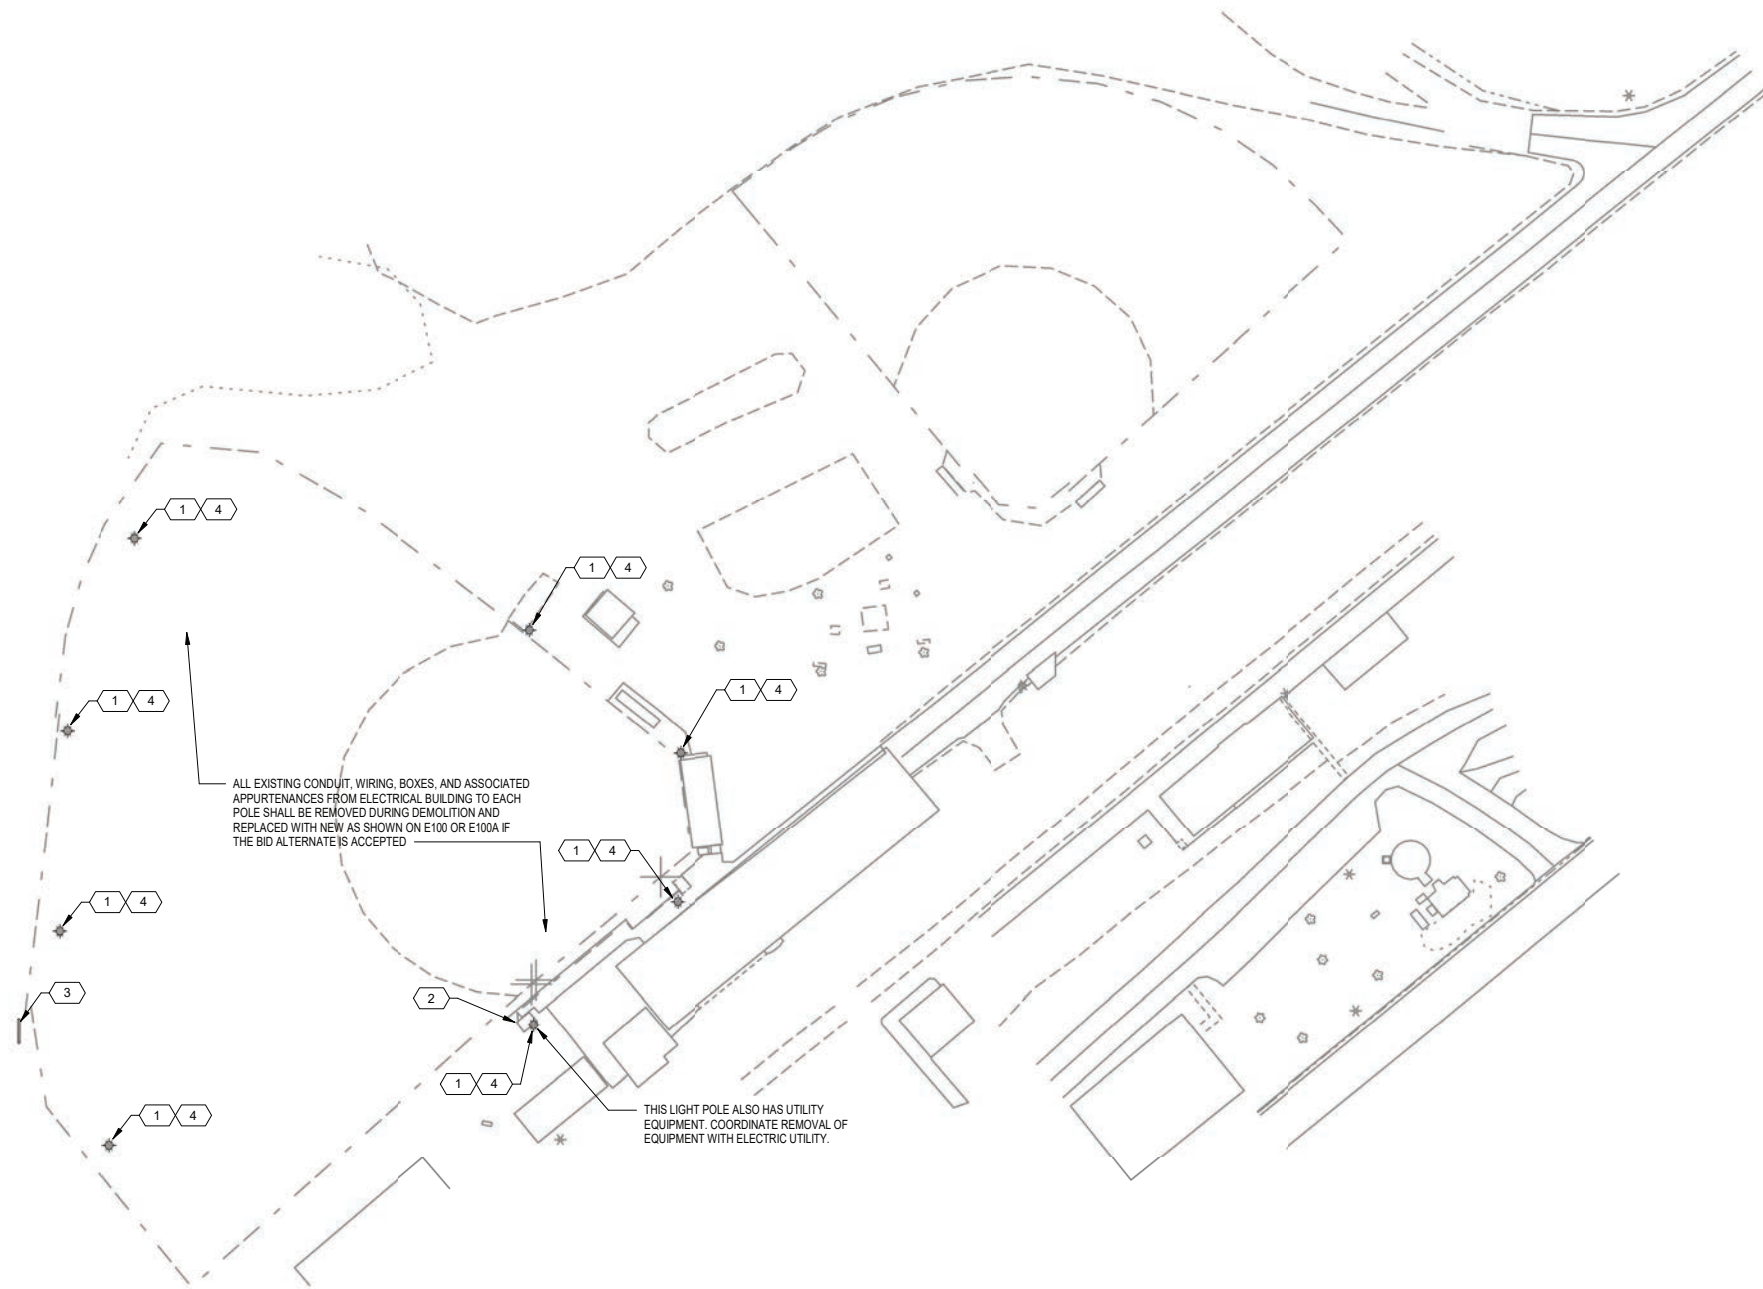 1 4
1 4
1 4
1 4
ALL EXISTING CONDUIT, WIRING, BOXES, AND ASSOCIATED
APPURTENANCES FROM ELECTRICAL BUILDING TO EACH
POLE SHALL BE REMOVED DURING DEMOLITION AND
REPLACED WITH NEW AS SHOWN ON E100 OR E100A IF
THE BID ALTERNATE IS ACCEPTED
1 4
1 4
3
2
1 4
1 4
THIS LIGHT POLE ALSO HAS UTILITY
EQUIPMENT. COORDINATE REMOVAL OF
EQUIPMENT WITH ELECTRIC UTILITY.